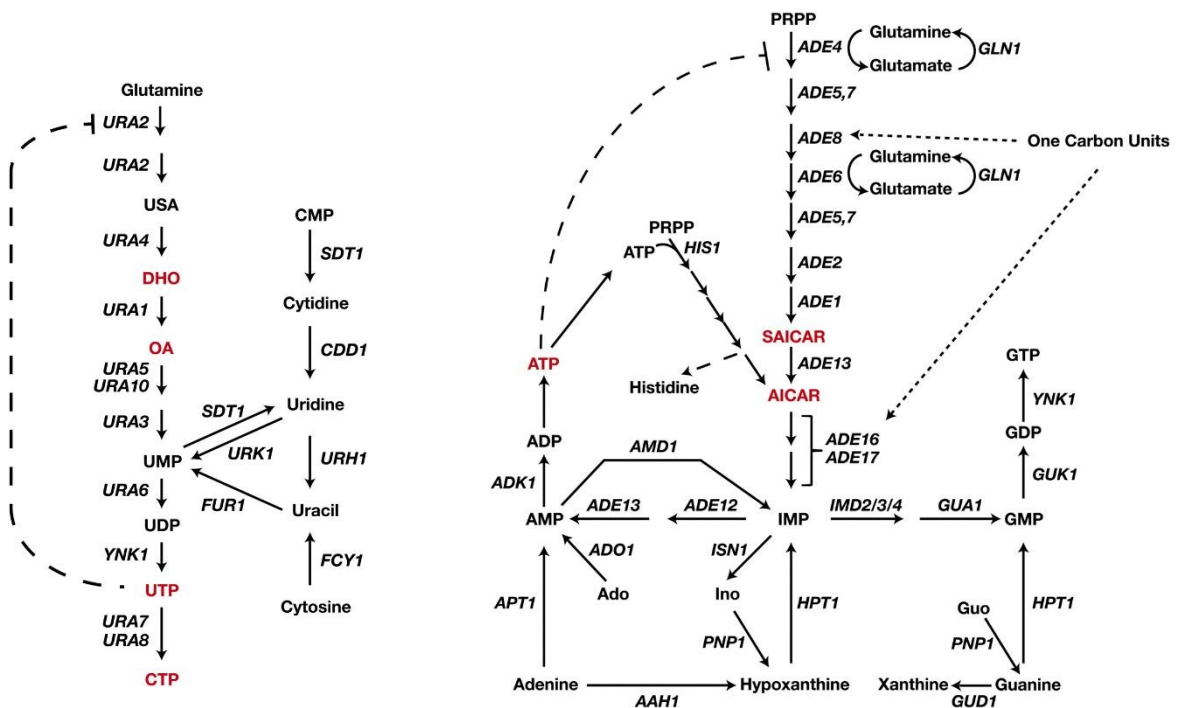 Glutamine
URA2
URA2
USA
URA4
DHO
URA1
OA
URA5
URA10
URA3
UMP
URA6
UDP
YNK1
UTP
URA7
URA8
CTP
CMP
SDT1
Cytidine
CDD1
Uridine
SDT1
URK1
URH1
FUR1
Uracil
FCY1
Cytosine
PRPP
ADE4
Glutamine
Glutamate
GLN1
ADE5,7
ADE8
One Carbon Units
ADE6
Glutamine
Glutamate
GLN1
ADE5,7
ADE2
ADE1
SAICAR
ADE13
AICAR
ADE16
ADE17
PRPP
ATP
HIS1
Histidine
ATP
ADP
ADK1
AMP
AMD1
ADE13
ADE12
IMP
IMD2/3/4
GUA1
GMP
GTP
YNK1
GDP
GUK1
ADO1
Ado
ISN1
Ino
PNP1
APT1
HPT1
Guo
PNP1
HPT1
Adenine
AAH1
Hypoxanthine
Xanthine
GUD1
Guanine